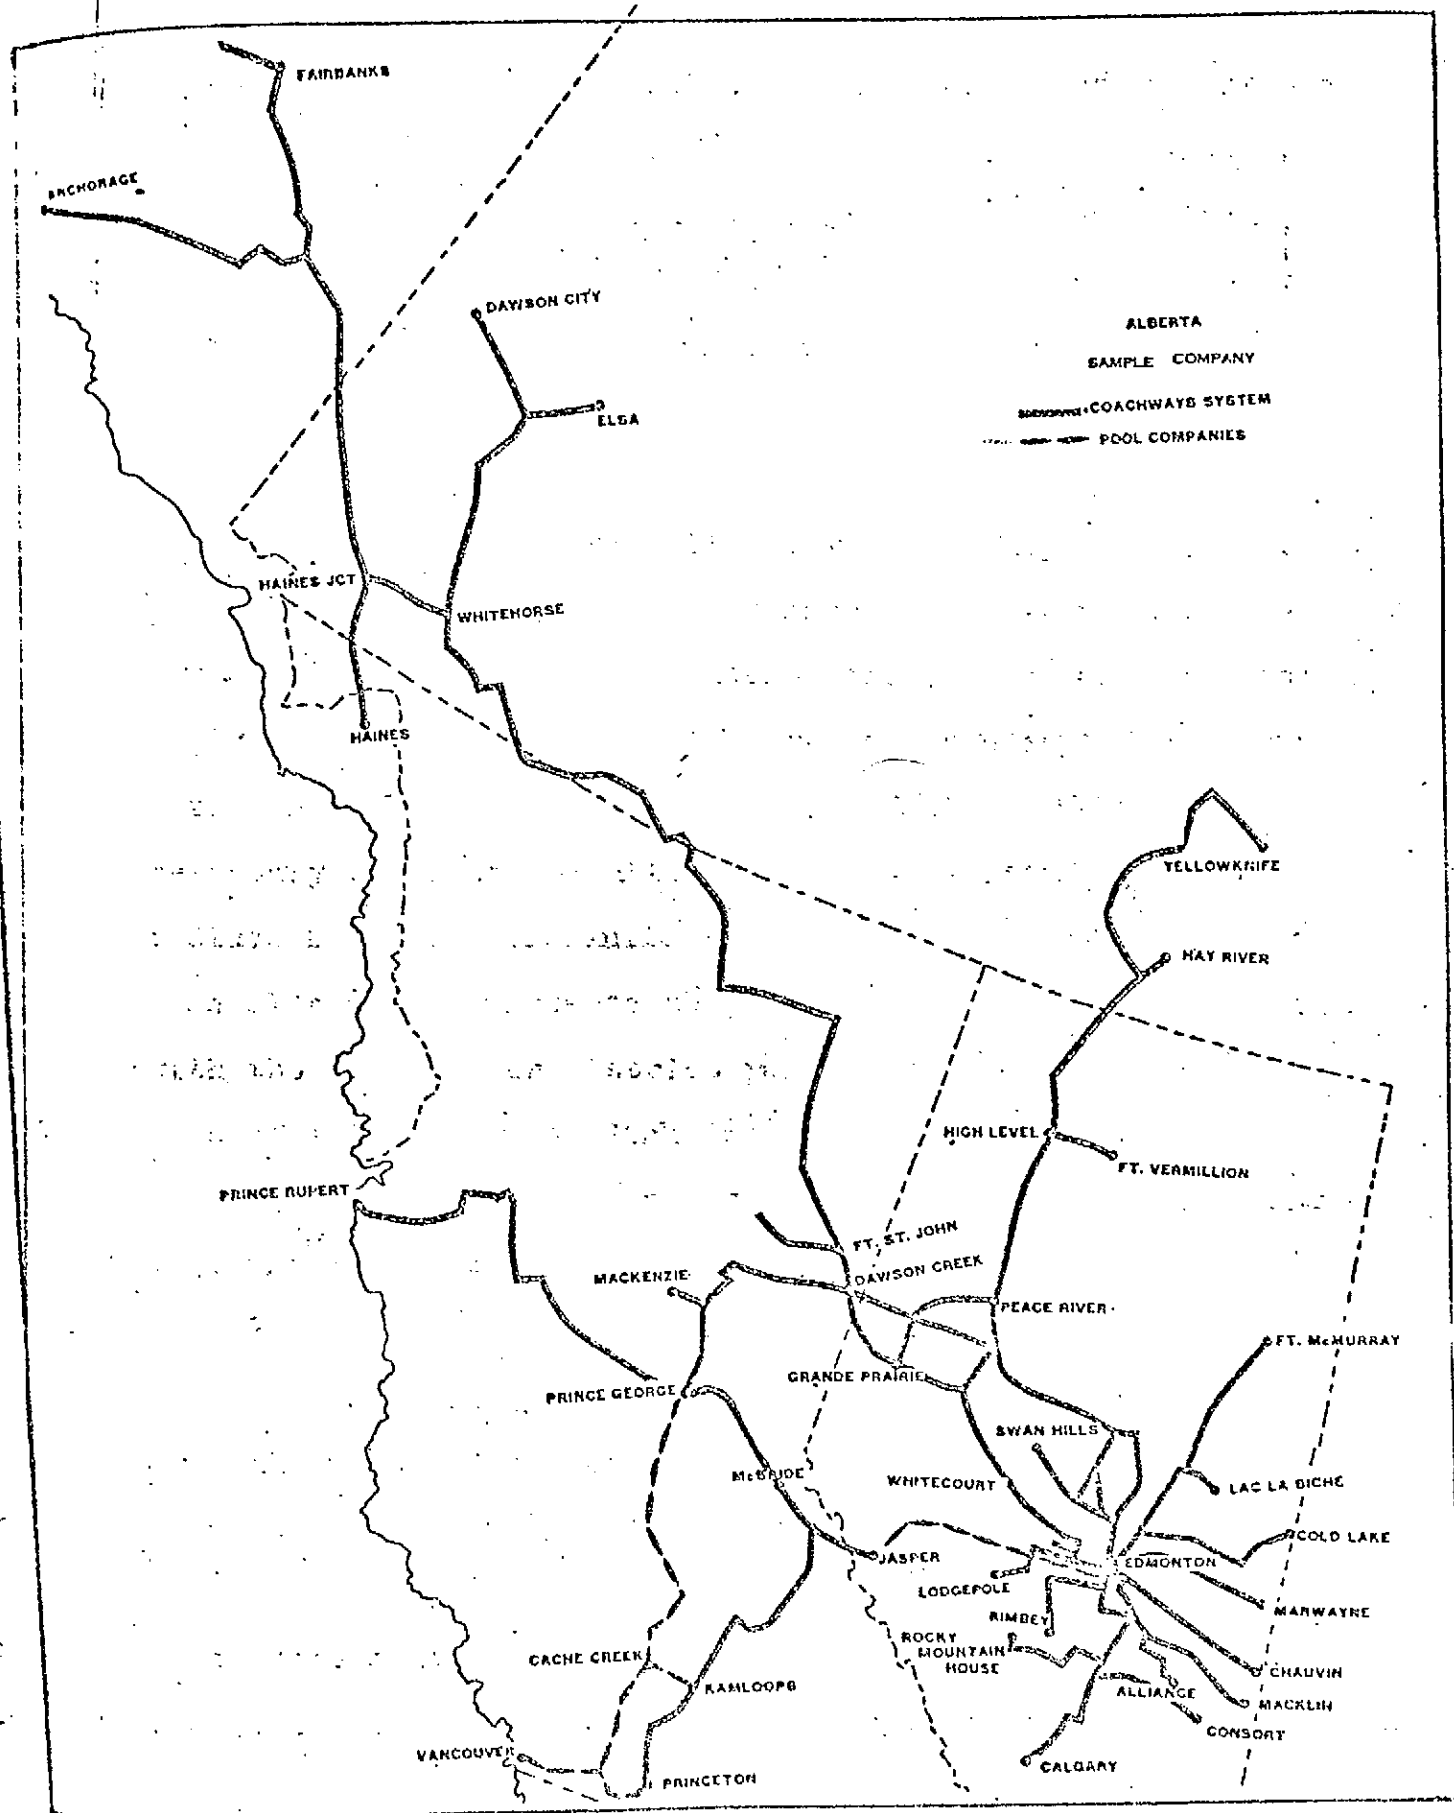 FAIRBANKS
ANCHORAGE
DAWSON CITY
ELSA
ALBERTA
SAMPLE COMPANY
COACHWAYS SYSTEM
POOL COMPANIES
HAINES JCT
WHITEHORSE
HAINES
YELLOWKNIFE
HAY RIVER
HIGH LEVEL
FT. VERMILLION
PRINCE RUPERT
FT. ST. JOHN
DAWSON CREEK
MACKENZIE
PEACE RIVER
FT. McMURRAY
GRANDE PRAIRIE
PRINCE GEORGE
SWAN HILLS
McBRIDE
WHITECOURT
LAC LA BICHE
COLD LAKE
JASPER
EDMONTON
LODGEPOLE
MARWAYNE
RIMBEY
ROCKY
MOUNTAIN
HOUSE
CACHE CREEK
KAMLOOPS
CHAUVIN
ALLIANCE
MACKLIN
CONSORT
VANCOUVER
CALGARY
PRINCETON